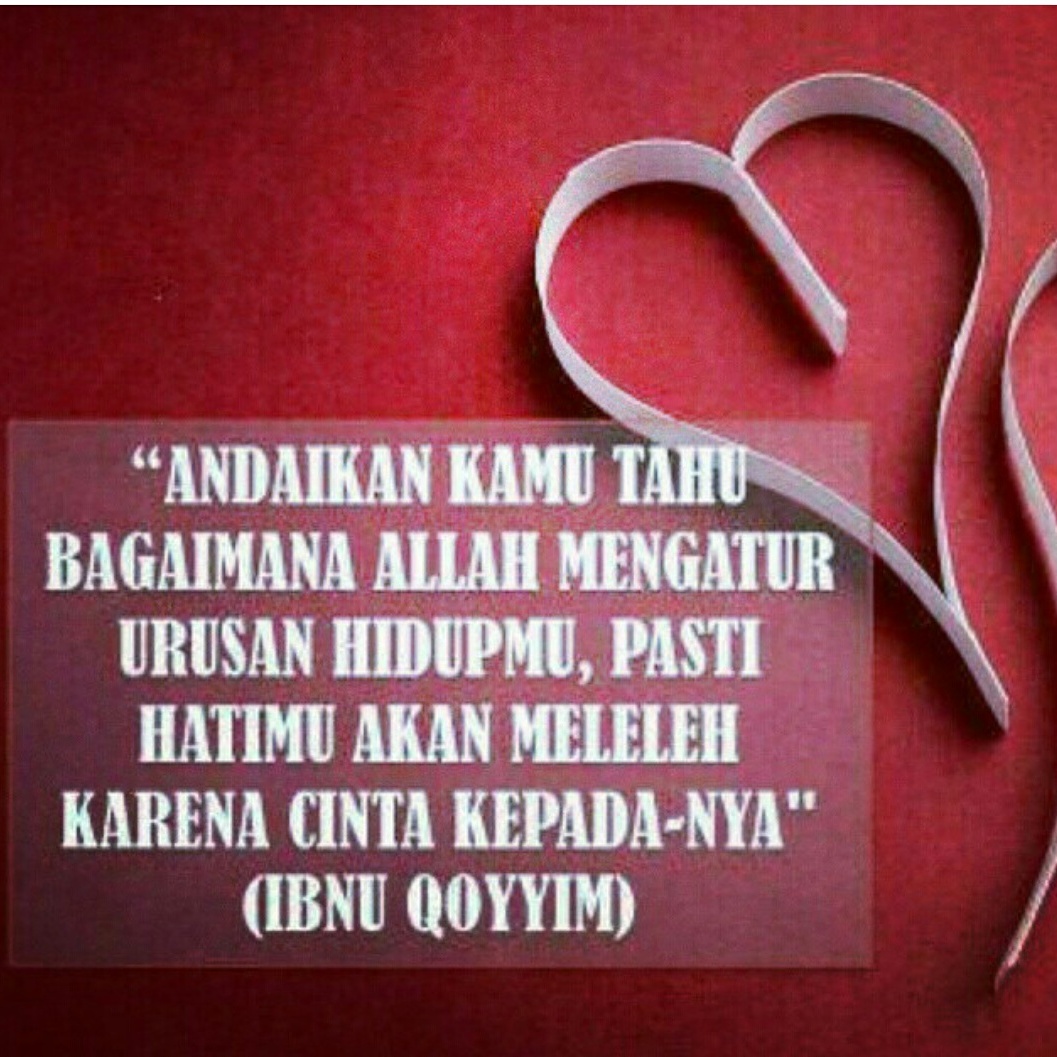 “ANDAIKAN KAMU TAHU
BAGAIMANA ALLAH MENGATUR
URUSAN HIDUPMU, PASTI
HATIMU AKAN MELELEH
KARENA CINTA KEPADA-NYA"
(IBNU QOYYIM)